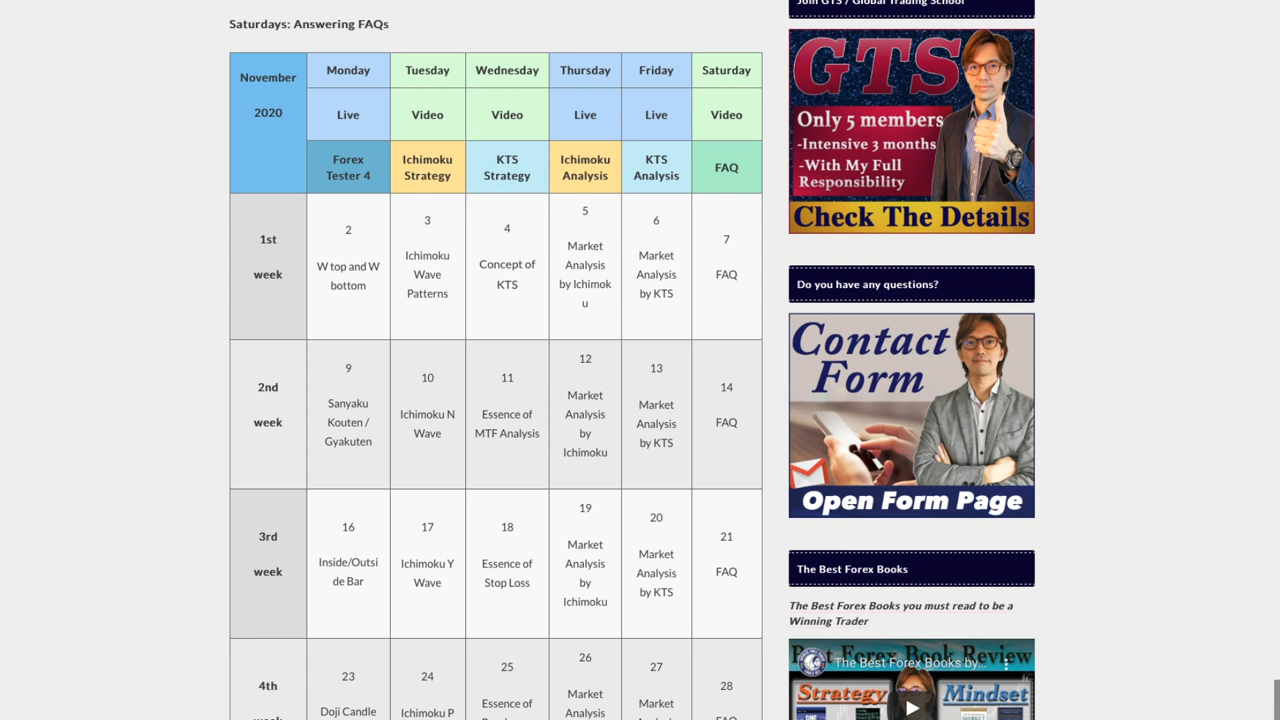 Saturdays: Answering FAQs
November
2020
Monday
Tuesday
Wednesday
Thursday
Friday
Saturday
Live
Video
Video
Live
Live
Video
Forex
Tester 4
Ichimoku
Strategy
KTS
Strategy
Ichimoku
Analysis
KTS
Analysis
FAQ
1st
week
2
W top and W
bottom
3
Ichimoku
Wave
Patterns
4
Concept of
KTS
5
Market
Analysis
by Ichimok
u
6
Market
Analysis
by KTS
7
FAQ
2nd
week
9
Sanyaku
Kouten /
Gyakuten
10
Ichimoku N
Wave
11
Essence of
MTF Analysis
12
Market
Analysis
by
Ichimoku
13
Market
Analysis
by KTS
14
FAQ
3rd
week
16
Inside/Outsi
de Bar
17
Ichimoku Y
Wave
18
Essence of
Stop Loss
19
Market
Analysis
by
Ichimoku
20
Market
Analysis
by KTS
21
FAQ
4th
23
ji Candle
24
Ichimoku P
25
Essence of
26
Market
Analysis
27
Market
Analysis
28
FAQ
Join GTS / Global Trading School
GTS
Only 5 members
-Intensive 3 months
-With My Full
Responsibility
Check The Details
Do you have any questions?
Contact
Form
Open Form Page
The Best Forex Books
The Best Forex Books you must read to be a
Winning Trader
Best Forex Book Review
The Best Forex Books by...
Strategy
Mindset